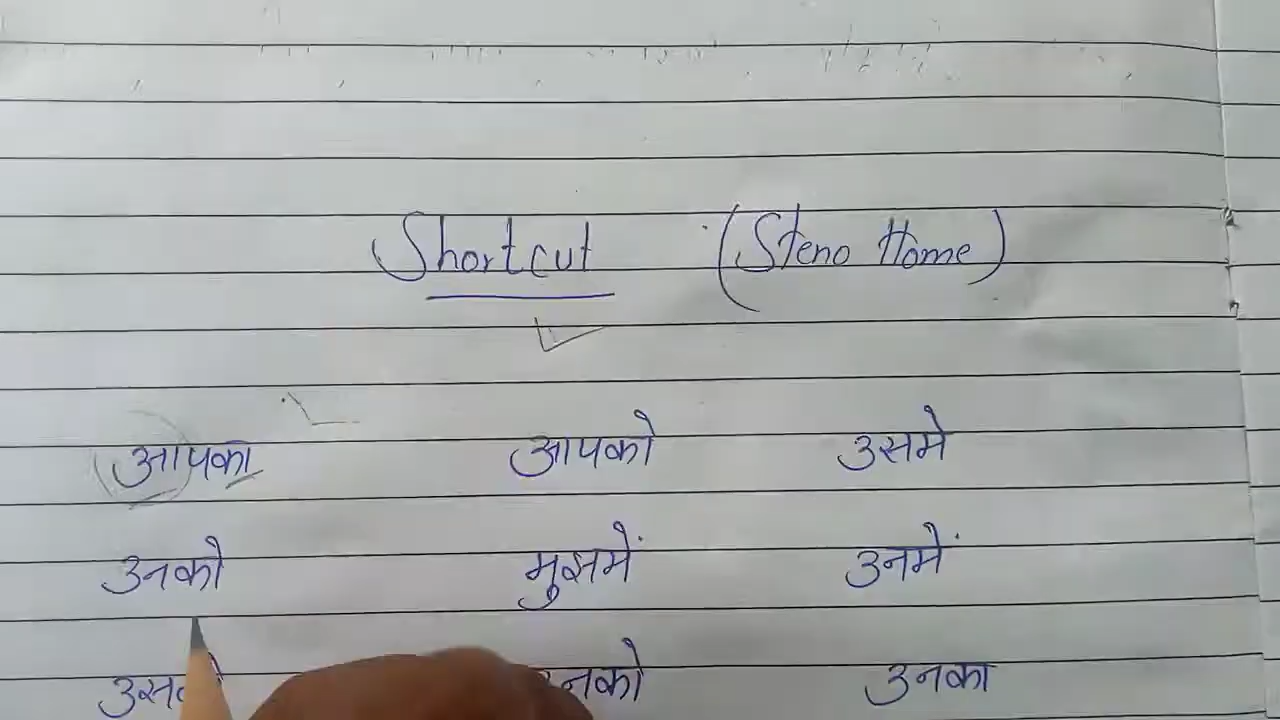 Shortcut (Steno Home)
आपका आपको उसमे
उनको मुझमें उनमें
उनका